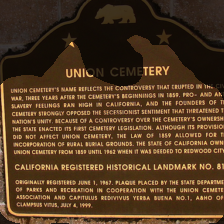 UNION CEMETERY
UNION CEMETERY'S NAME REFLECTS THE CONTROVERSY THAT ERUPTED IN THE
WAR, THREE YEARS AFTER THE CEMETERY'S BEGINNINGS IN 1859. PRO- AND AN
SLAVERY FEELINGS RAN HIGH IN CALIFORNIA, AND THE FOUNDERS OF T
CEMETERY STRONGLY OPPOSED THE SECESSIONIST SENTIMENT THAT THREATENED T
NATION'S UNITY. BECAUSE OF A CONTROVERSY OVER THE CEMETERY'S OWNERSH
THE STATE ENACTED ITS FIRST CEMETERY LEGISLATION. ALTHOUGH ITS PROVISIO
DID NOT AFFECT UNION CEMETERY, THE LAW OF 1859 ALLOWED FOR T
INCORPORATION OF RURAL BURIAL GROUNDS. THE STATE OF CALIFORNIA OWN
UNION CEMETERY FROM 1859 UNTIL 1962 WHEN IT WAS DEEDED TO REDWOOD CIT
CALIFORNIA REGISTERED HISTORICAL LANDMARK NO. 81
ORIGINALLY REGISTERED JUNE 1, 1967. PLAQUE PLACED BY THE STATE DEPARTME
OF PARKS AND RECREATION IN COOPERATION WITH THE UNION CEMETE
ASSOCIATION AND CAPITULUS REDIVIVUS YERBA BUENA NO.1, ABNO OF
CLAMPUS VITUS, JULY 4, 1999.